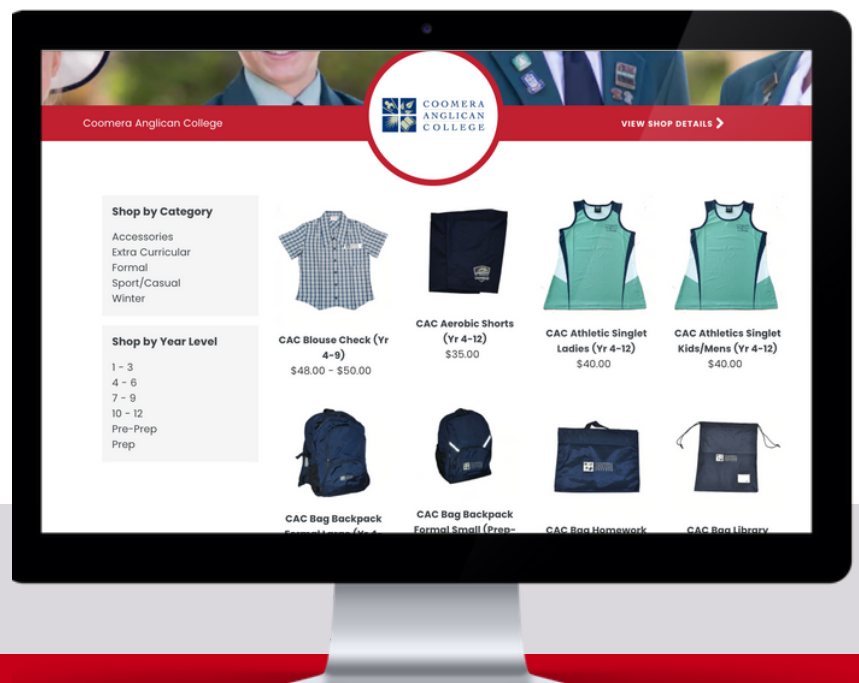 COOMERA
ANGLICAN
COLLEGE
Coomera Anglican College
VIEW SHOP DETAILS
Shop by Category
Accessories
Extra Curricular
Formal
Sport/Casual
Winter
Shop by Year Level
1 - 3
4 - 6
7 - 9
10 - 12
Pre-Prep
Prep
CAC Blouse Check (Yr
4-9)
$48.00 - $50.00
CAC Aerobic Shorts
(Yr 4-12)
$35.00
CAC Athletic Singlet
Ladies (Yr 4-12)
$40.00
CAC Athletics Singlet
Kids/Mens (Yr 4-12)
$40.00
CAC Bag Backpack
Formal Large (Yr 4-
CAC Bag Backpack
Formal Small (Prep-
CAC Bag Homework
CAC Bag Library